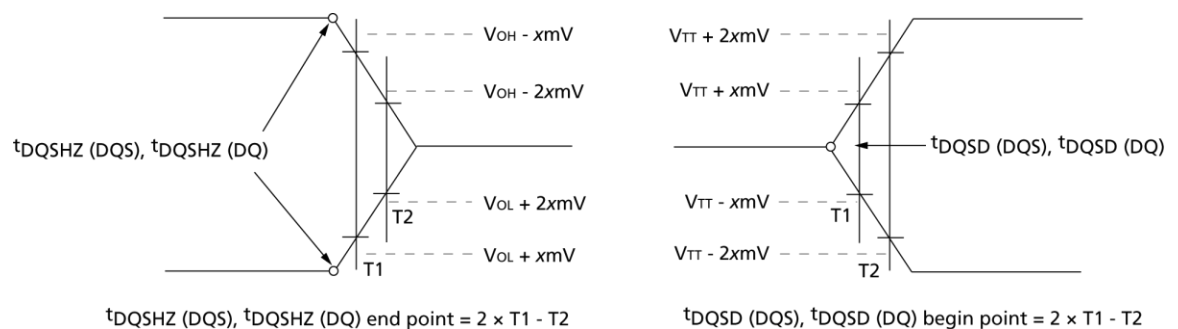 VOH - xmV
VOH - 2xmV
tDQSHZ (DQS), tDQSHZ (DQ)
VOL + 2xmV
T2
VOL + xmV
T1
tDQSHZ (DQS), tDQSHZ (DQ) end point = 2 × T1 - T2
VTT + 2xmV
VTT + xmV
tDQSD (DQS), tDQSD (DQ)
VTT - xmV
T1
VTT - 2xmV
T2
tDQSD (DQS), tDQSD (DQ) begin point = 2 × T1 - T2